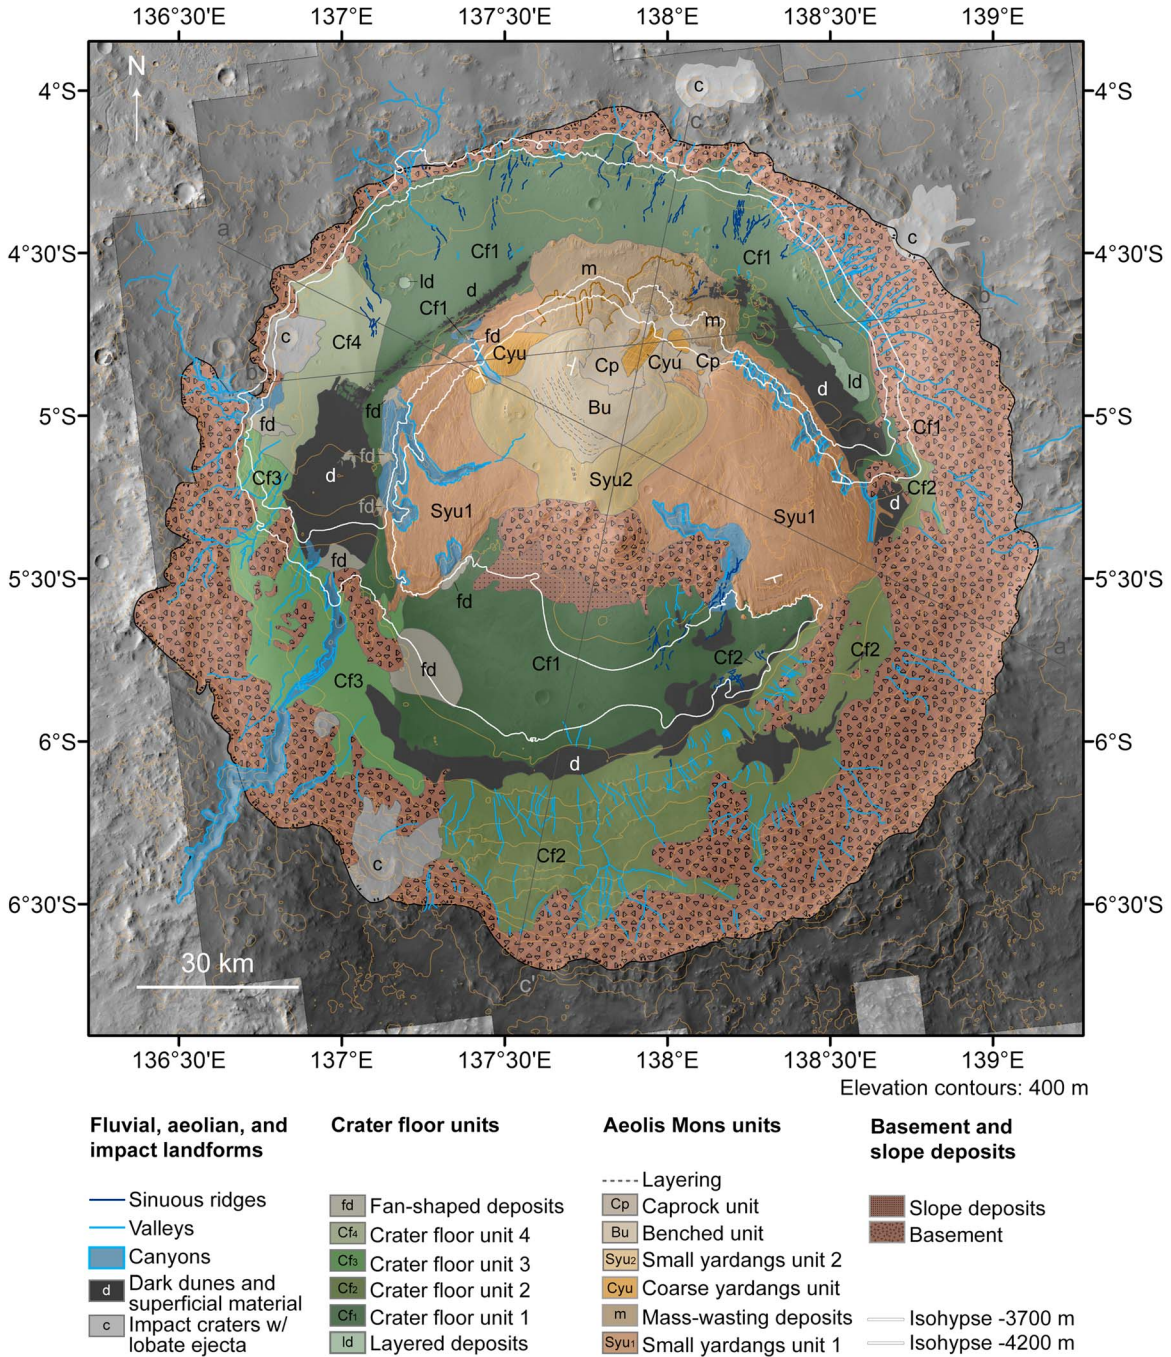 136°30'E 137°E 137°30'E 138°E 138°30'E 139°E
N
4°S c 4°S
c'
a
4°30'S Cf1 m Cf1 c 4°30'S
ld d
Cf1 b'
c Cf4 fd m
Cyu Cp Cyu Cp
b d ld
5°S fd Bu 5°S
fd Cf1
fd
Cf3 d Syu2 Cf2
fd Syu1 Syu1 d
fd
5°30'S fd 5°30'S
Cf1 Cf2 Cf2 a'
Cf3 fd
6°S d 6°S
Cf2
c
6°30'S 6°30'S
30 km
c'
136°30'E 137°E 137°30'E 138°E 138°30'E 139°E
Elevation contours: 400 m
Fluvial, aeolian, and
impact landforms
Sinuous ridges
Valleys
Canyons
d Dark dunes and
superficial material
c Impact craters w/
lobate ejecta
Crater floor units
fd Fan-shaped deposits
Cf4 Crater floor unit 4
Cf3 Crater floor unit 3
Cf2 Crater floor unit 2
Cf1 Crater floor unit 1
ld Layered deposits
Aeolis Mons units
Layering
Cp Caprock unit
Bu Benched unit
Syu2 Small yardangs unit 2
Cyu Coarse yardangs unit
m Mass-wasting deposits
Syu1 Small yardangs unit 1
Basement and
slope deposits
Slope deposits
Basement
Isohypse -3700 m
Isohypse -4200 m